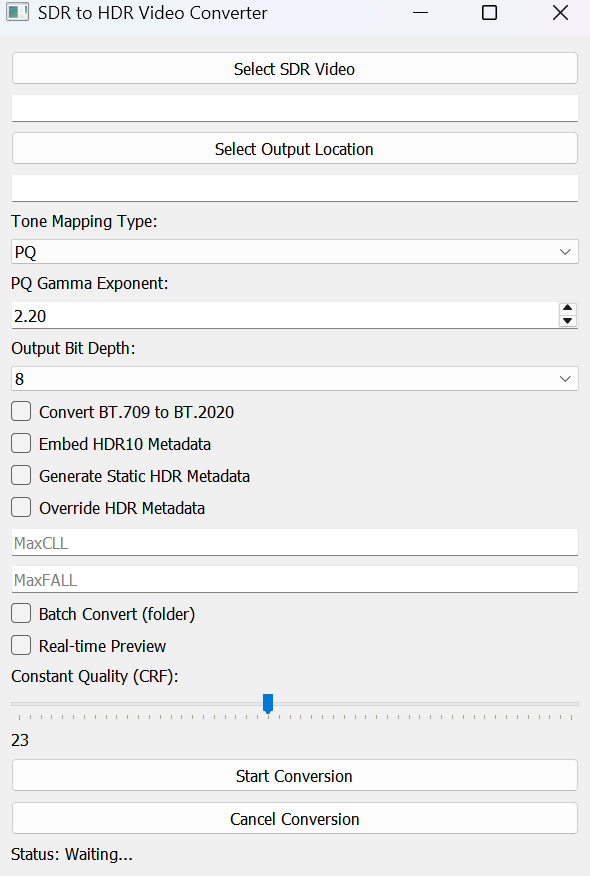 SDR to HDR Video Converter
Select SDR Video
Select Output Location
Tone Mapping Type:
PQ
PQ Gamma Exponent:
2.20
Output Bit Depth:
8
Convert BT.709 to BT.2020
Embed HDR10 Metadata
Generate Static HDR Metadata
Override HDR Metadata
MaxCLL
MaxFALL
Batch Convert (folder)
Real-time Preview
Constant Quality (CRF):
23
Start Conversion
Cancel Conversion
Status: Waiting...